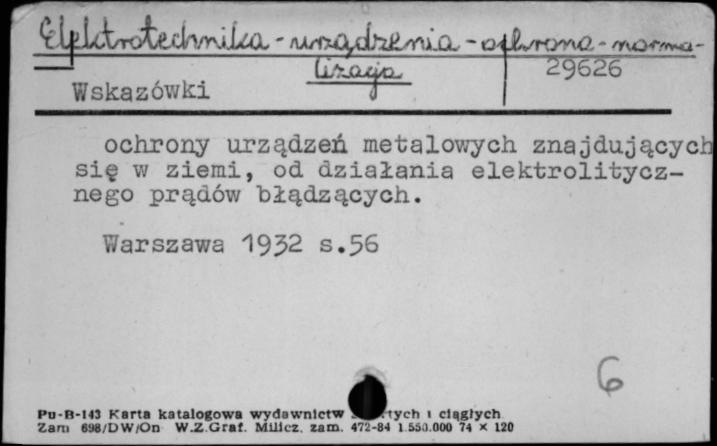 Elektrotechnika - urządzenia - ochrona - norma-
lizacja
29626
Wskazówki
ochrony urządzeń metalowych znajdujących
się w ziemi, od działania elektrolitycz-
nego prądów błądzących.
Warszawa 1932 s.56
6
Pu-B-143 Karta katalogowa wydawnictw tych i ciągłych
Zam 698/DW/On W.Z.Graf. Milicz. zam. 472-84 1.550.000 74 × 120